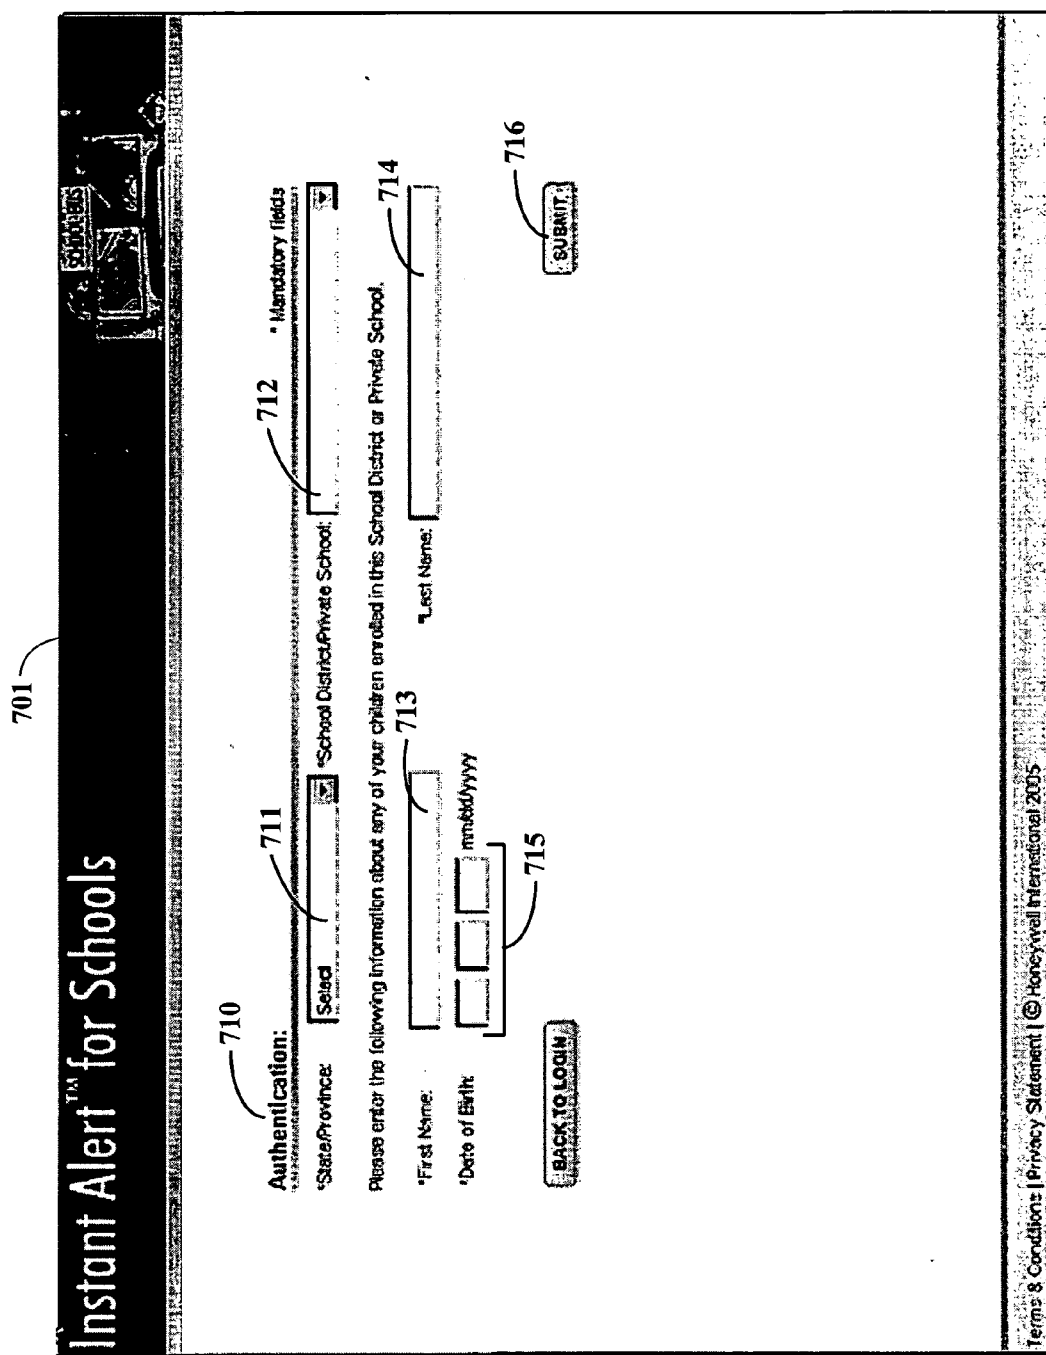 701
Instant Alert™ for Schools
SCHOOL BUS
710
Authentication:
* Mandatory fields
711
712
*State/Province:
Select
*School District/Private School:
Please enter the following information about any of your children enrolled in this School District or Private School.
713
714
*First Name:
*Last Name:
*Date of Birth:
mm/dd/yyyy
715
716
BACK TO LOGIN
SUBMIT
Terms & Conditions | Privacy Statement | © Honeywell International 2005